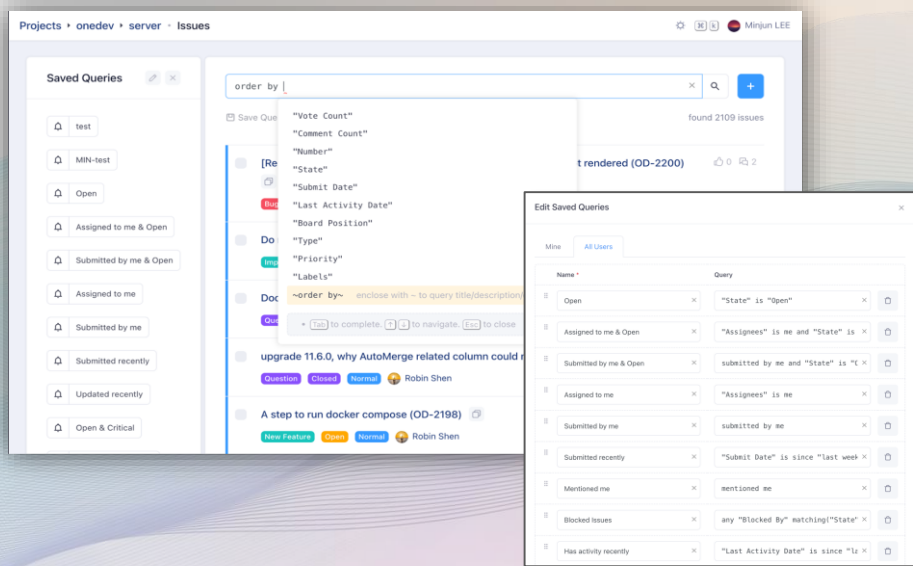 Projects › onedev › server - Issues
⌘ k Minjun LEE
Saved Queries
test
MIN-test
Open
Assigned to me & Open
Submitted by me & Open
Assigned to me
Submitted by me
Submitted recently
Updated recently
Open & Critical
order by
Save Que
found 2109 issues
"Vote Count"
"Comment Count"
"Number"
"State"
"Submit Date"
"Last Activity Date"
"Board Position"
"Type"
"Priority"
"Labels"
~order by~ enclose with ~ to query title/description/
Tab to complete. ↑ ↓ to navigate. Esc to close
[Re t rendered (OD-2200) 0 2
Bug
Do
Imp
Doc
Que
upgrade 11.6.0, why AutoMerge related column could r
Question Closed Normal Robin Shen
A step to run docker compose (OD-2198)
New Feature Open Normal Robin Shen
Edit Saved Queries
Mine All Users
Name * Query
Open "State" is "Open"
Assigned to me & Open "Assignees" is me and "State" is
Submitted by me & Open submitted by me and "State" is "O
Assigned to me "Assignees" is me
Submitted by me submitted by me
Submitted recently "Submit Date" is since "last week
Mentioned me mentioned me
Blocked Issues any "Blocked By" matching("State"
Has activity recently "Last Activity Date" is since "la